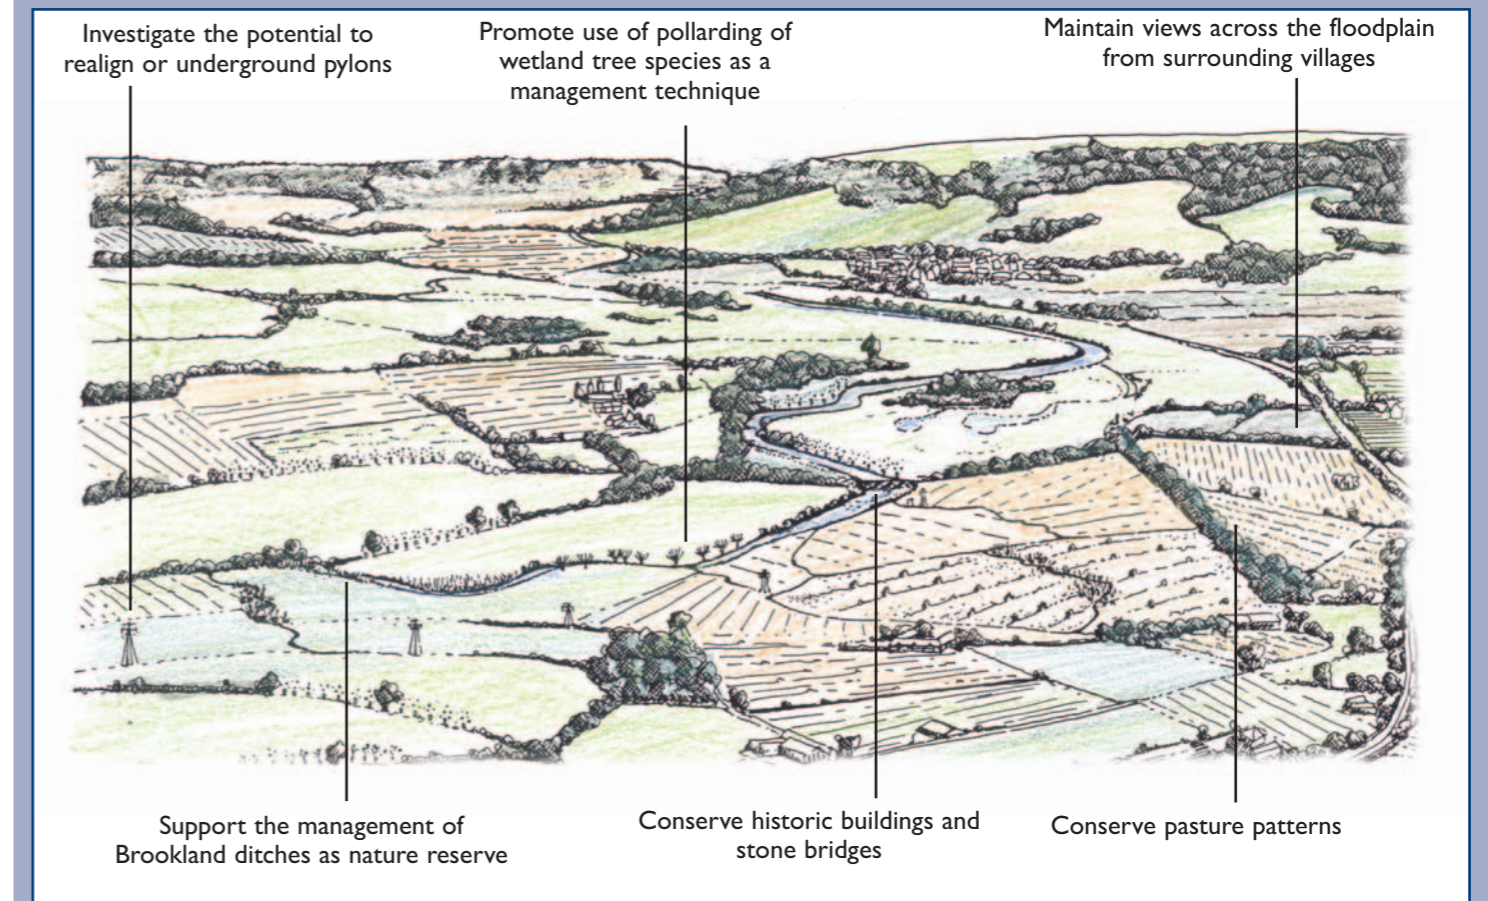 Investigate the potential to
realign or underground pylons
Promote use of pollarding of
wetland tree species as a
management technique
Maintain views across the floodplain
from surrounding villages
Support the management of
Brookland ditches as nature reserve
Conserve historic buildings and
stone bridges
Conserve pasture patterns